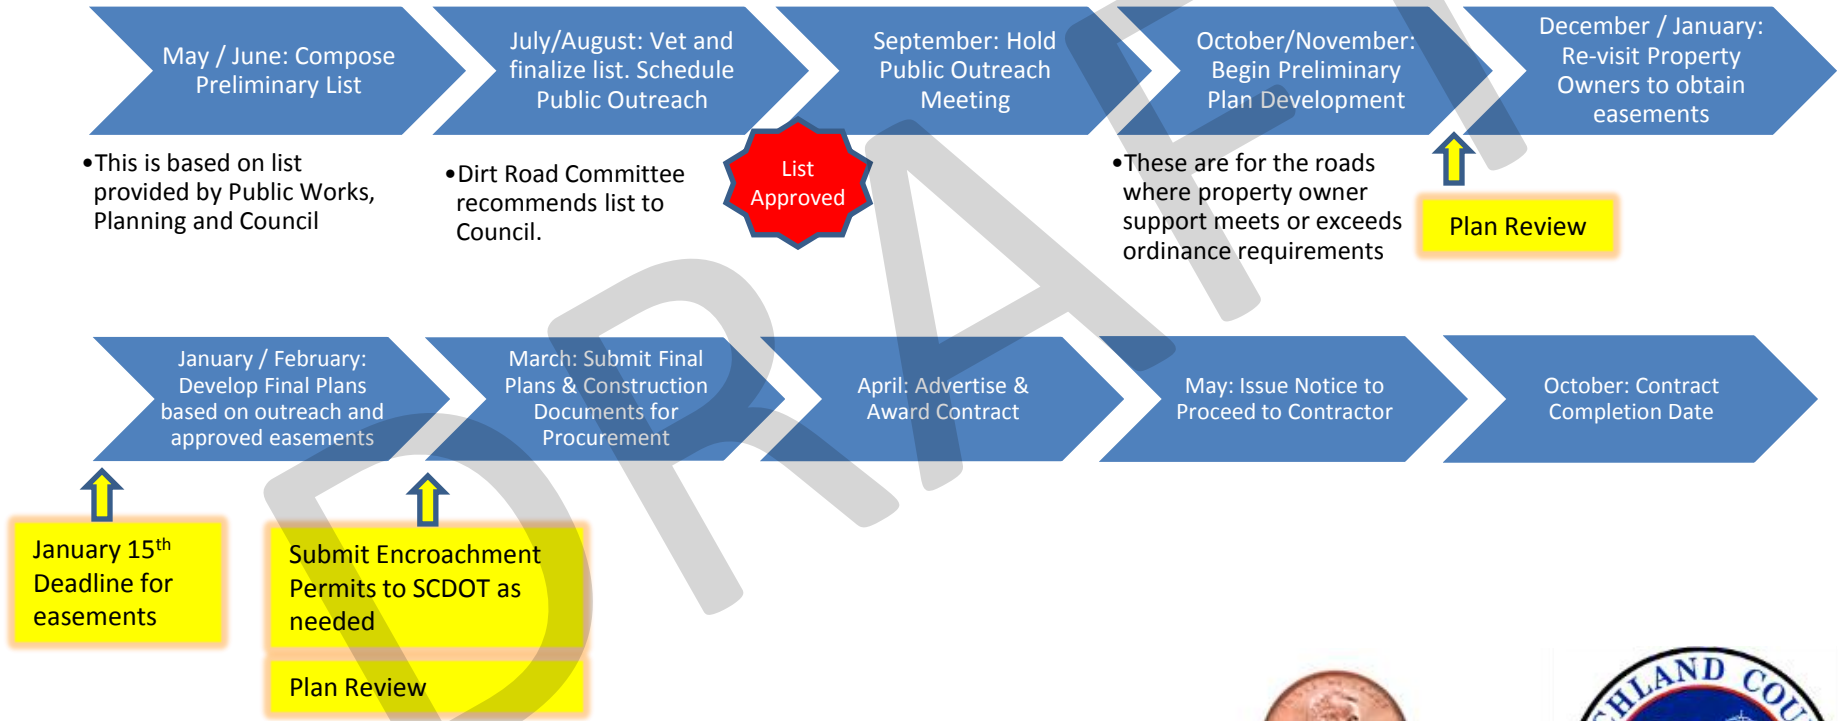 May / June: Compose
Preliminary List
July/August: Vet and
finalize list. Schedule
Public Outreach
September: Hold
Public Outreach
Meeting
October/November:
Begin Preliminary
Plan Development
December / January:
Re-visit Property
Owners to obtain
easements
•This is based on list
provided by Public Works,
Planning and Council
•Dirt Road Committee
recommends list to
Council.
List
Approved
•These are for the roads
where property owner
support meets or exceeds
ordinance requirements
Plan Review
January / February:
Develop Final Plans
based on outreach and
approved easements
March: Submit Final
Plans & Construction
Documents for
Procurement
April: Advertise &
Award Contract
May: Issue Notice to
Proceed to Contractor
October: Contract
Completion Date
January 15th
Deadline for
easements
Submit Encroachment
Permits to SCDOT as
needed
Plan Review
DRAFT